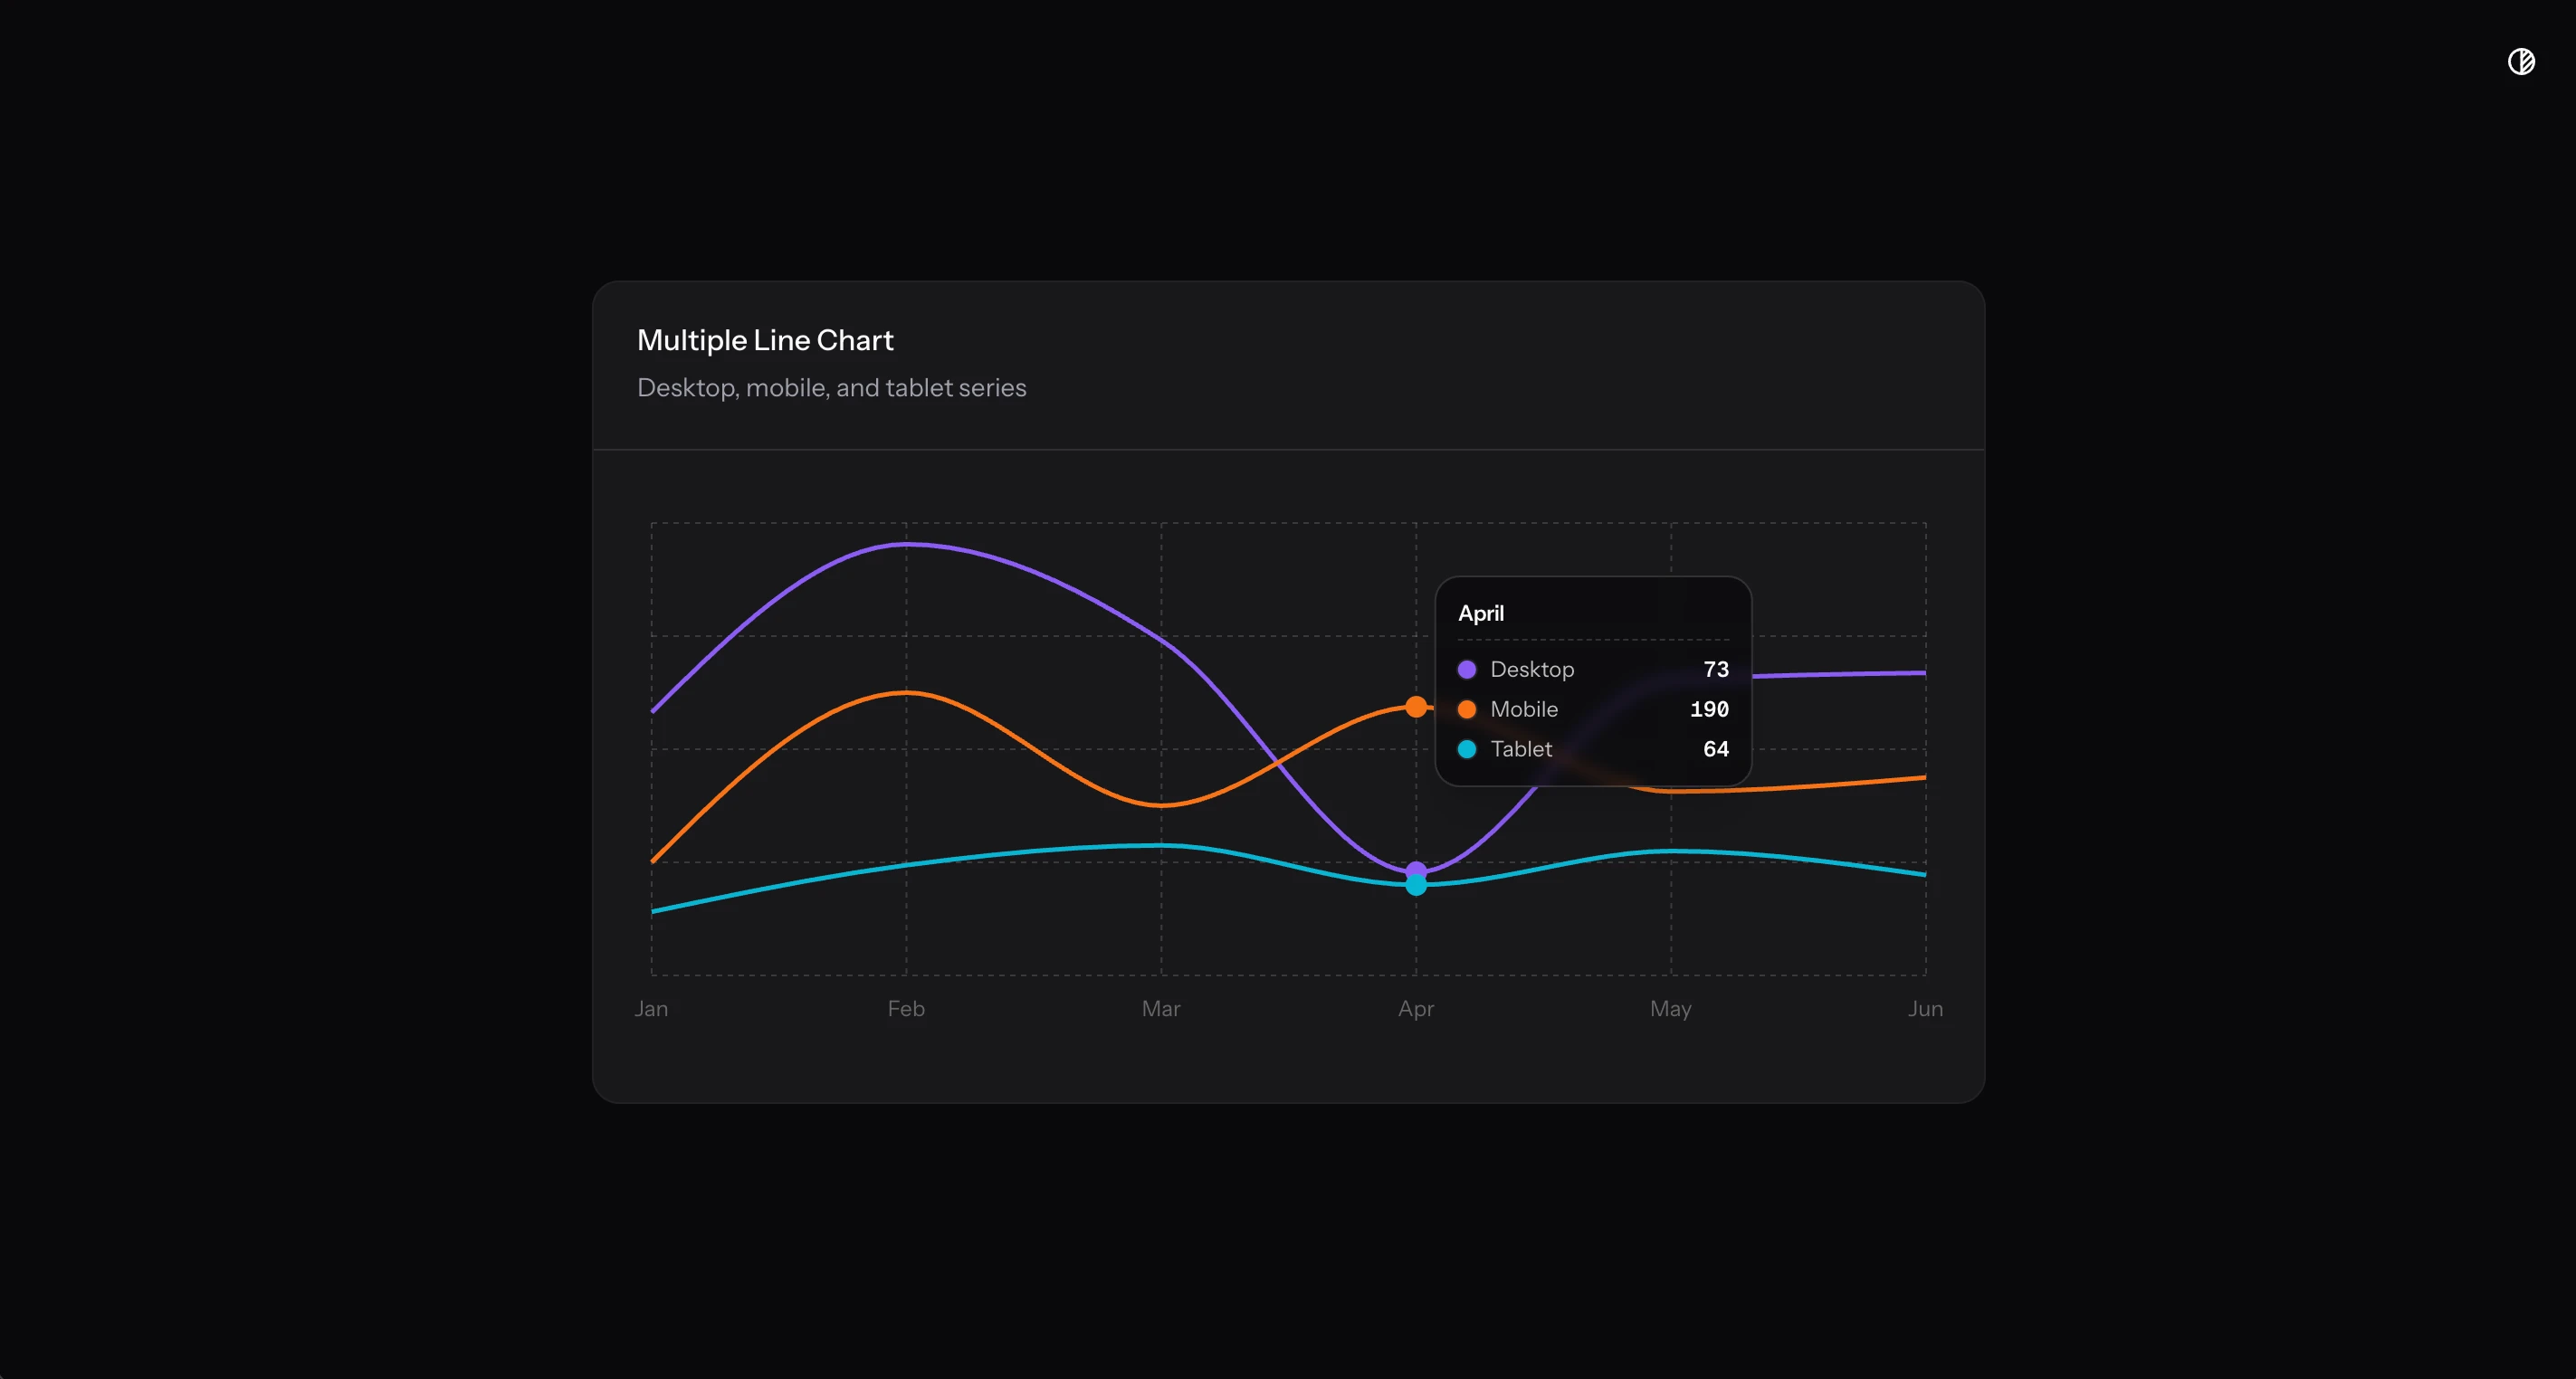 Multiple Line Chart
Desktop, mobile, and tablet series
April
Desktop 73
Mobile 190
Tablet 64
Jan Feb Mar Apr May Jun